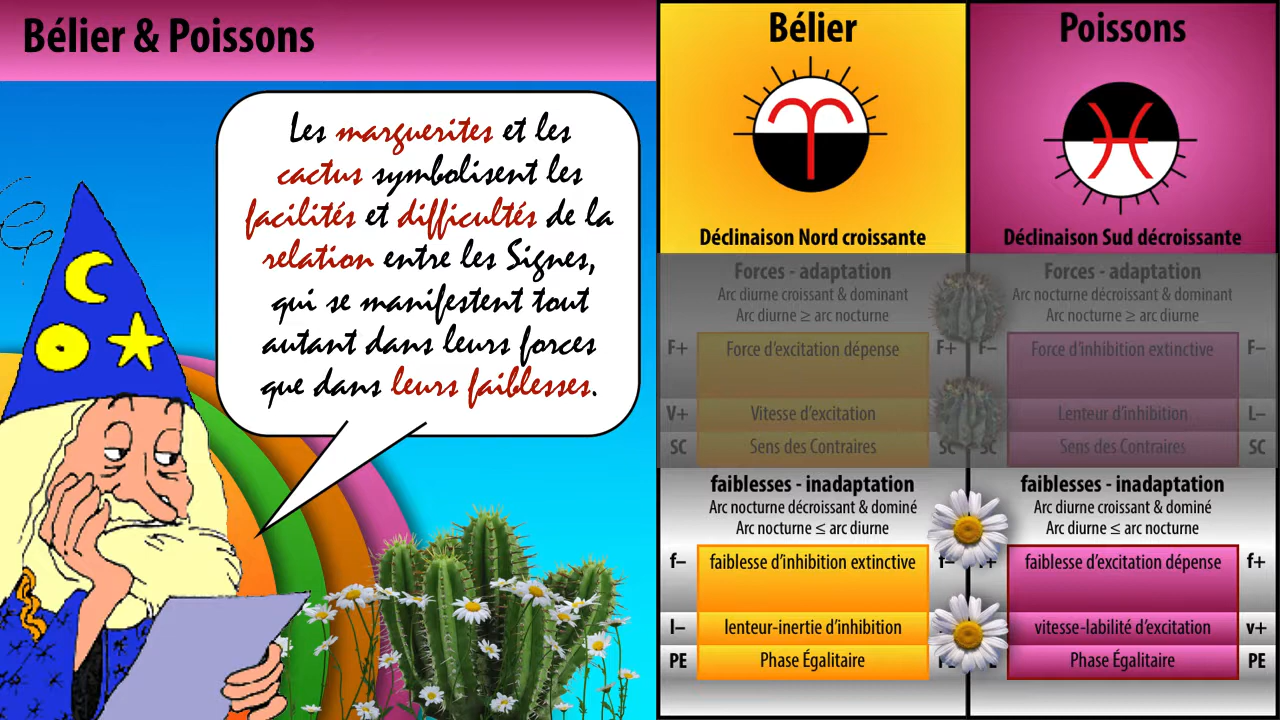 Bélier & Poissons
Les marguerites et les
cactus symbolisent les
facilités et difficultés de la
relation entre les Signes,
qui se manifestent tout
autant dans leurs forces
que dans leurs faiblesses.
Bélier
Déclinaison Nord croissante
Forces - adaptation
Arc diurne croissant & dominant
Arc diurne ≥ arc nocturne
F+ Force d'excitation dépense F+
V+ Vitesse d'excitation
SC Sens des Contraires SC
faiblesses - inadaptation
Arc nocturne décroissant & dominé
Arc nocturne ≤ arc diurne
f– faiblesse d'inhibition extinctive f–
l– lenteur-inertie d'inhibition
PE Phase Égalitaire
Poissons
Déclinaison Sud décroissante
Forces - adaptation
Arc nocturne décroissant & dominant
Arc nocturne ≥ arc diurne
F– Force d'inhibition extinctive F–
Lenteur d'inhibition L–
SC Sens des Contraires SC
faiblesses - inadaptation
Arc diurne croissant & dominé
Arc diurne ≤ arc nocturne
faiblesse d'excitation dépense f+
vitesse-labilité d'excitation v+
Phase Égalitaire PE